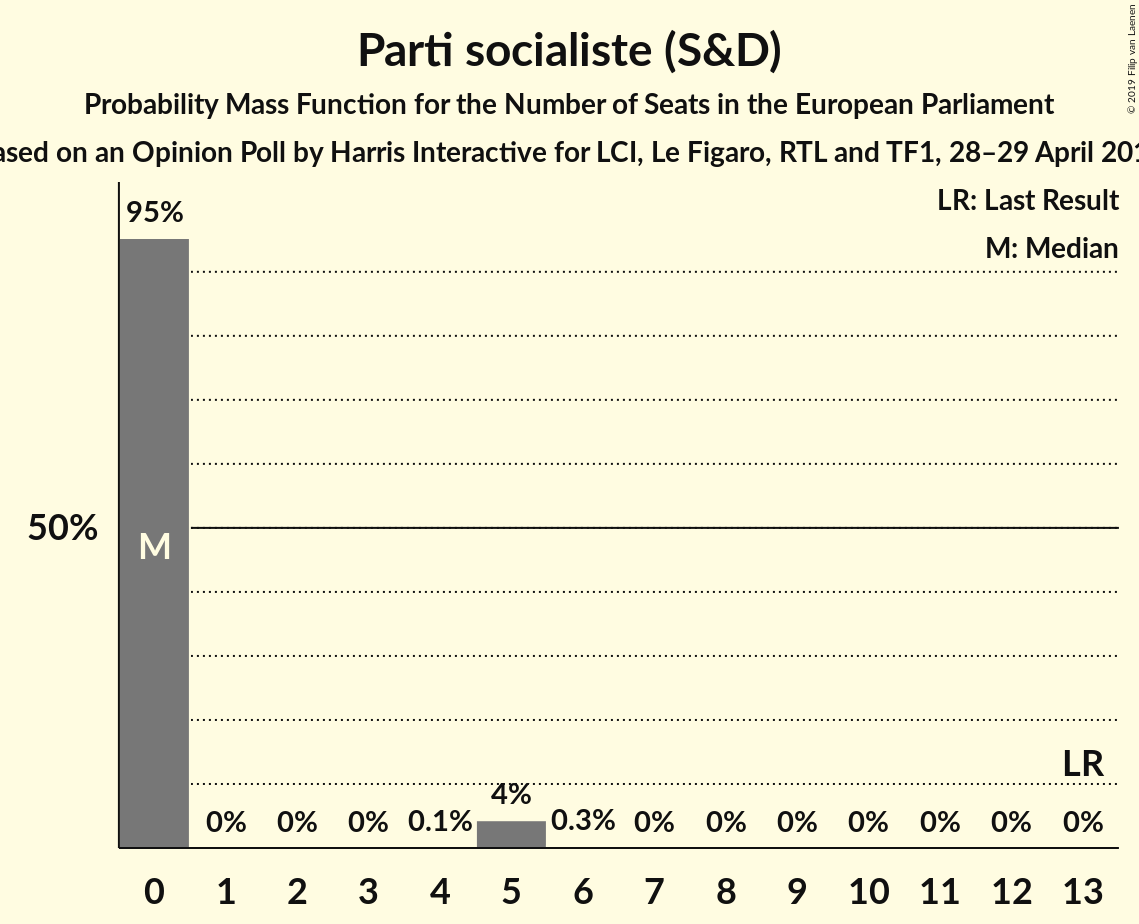 Parti socialiste (S&D)
Probability Mass Function for the Number of Seats in the European Parliament
ased on an Opinion Poll by Harris Interactive for LCI, Le Figaro, RTL and TF1, 28–29 April 201
© 2019 Filip van Laenen
LR: Last Result
M: Median
95%
50%
M
LR
0% 0% 0% 0.1% 4% 0.3% 0% 0% 0% 0% 0% 0% 0%
0 1 2 3 4 5 6 7 8 9 10 11 12 13